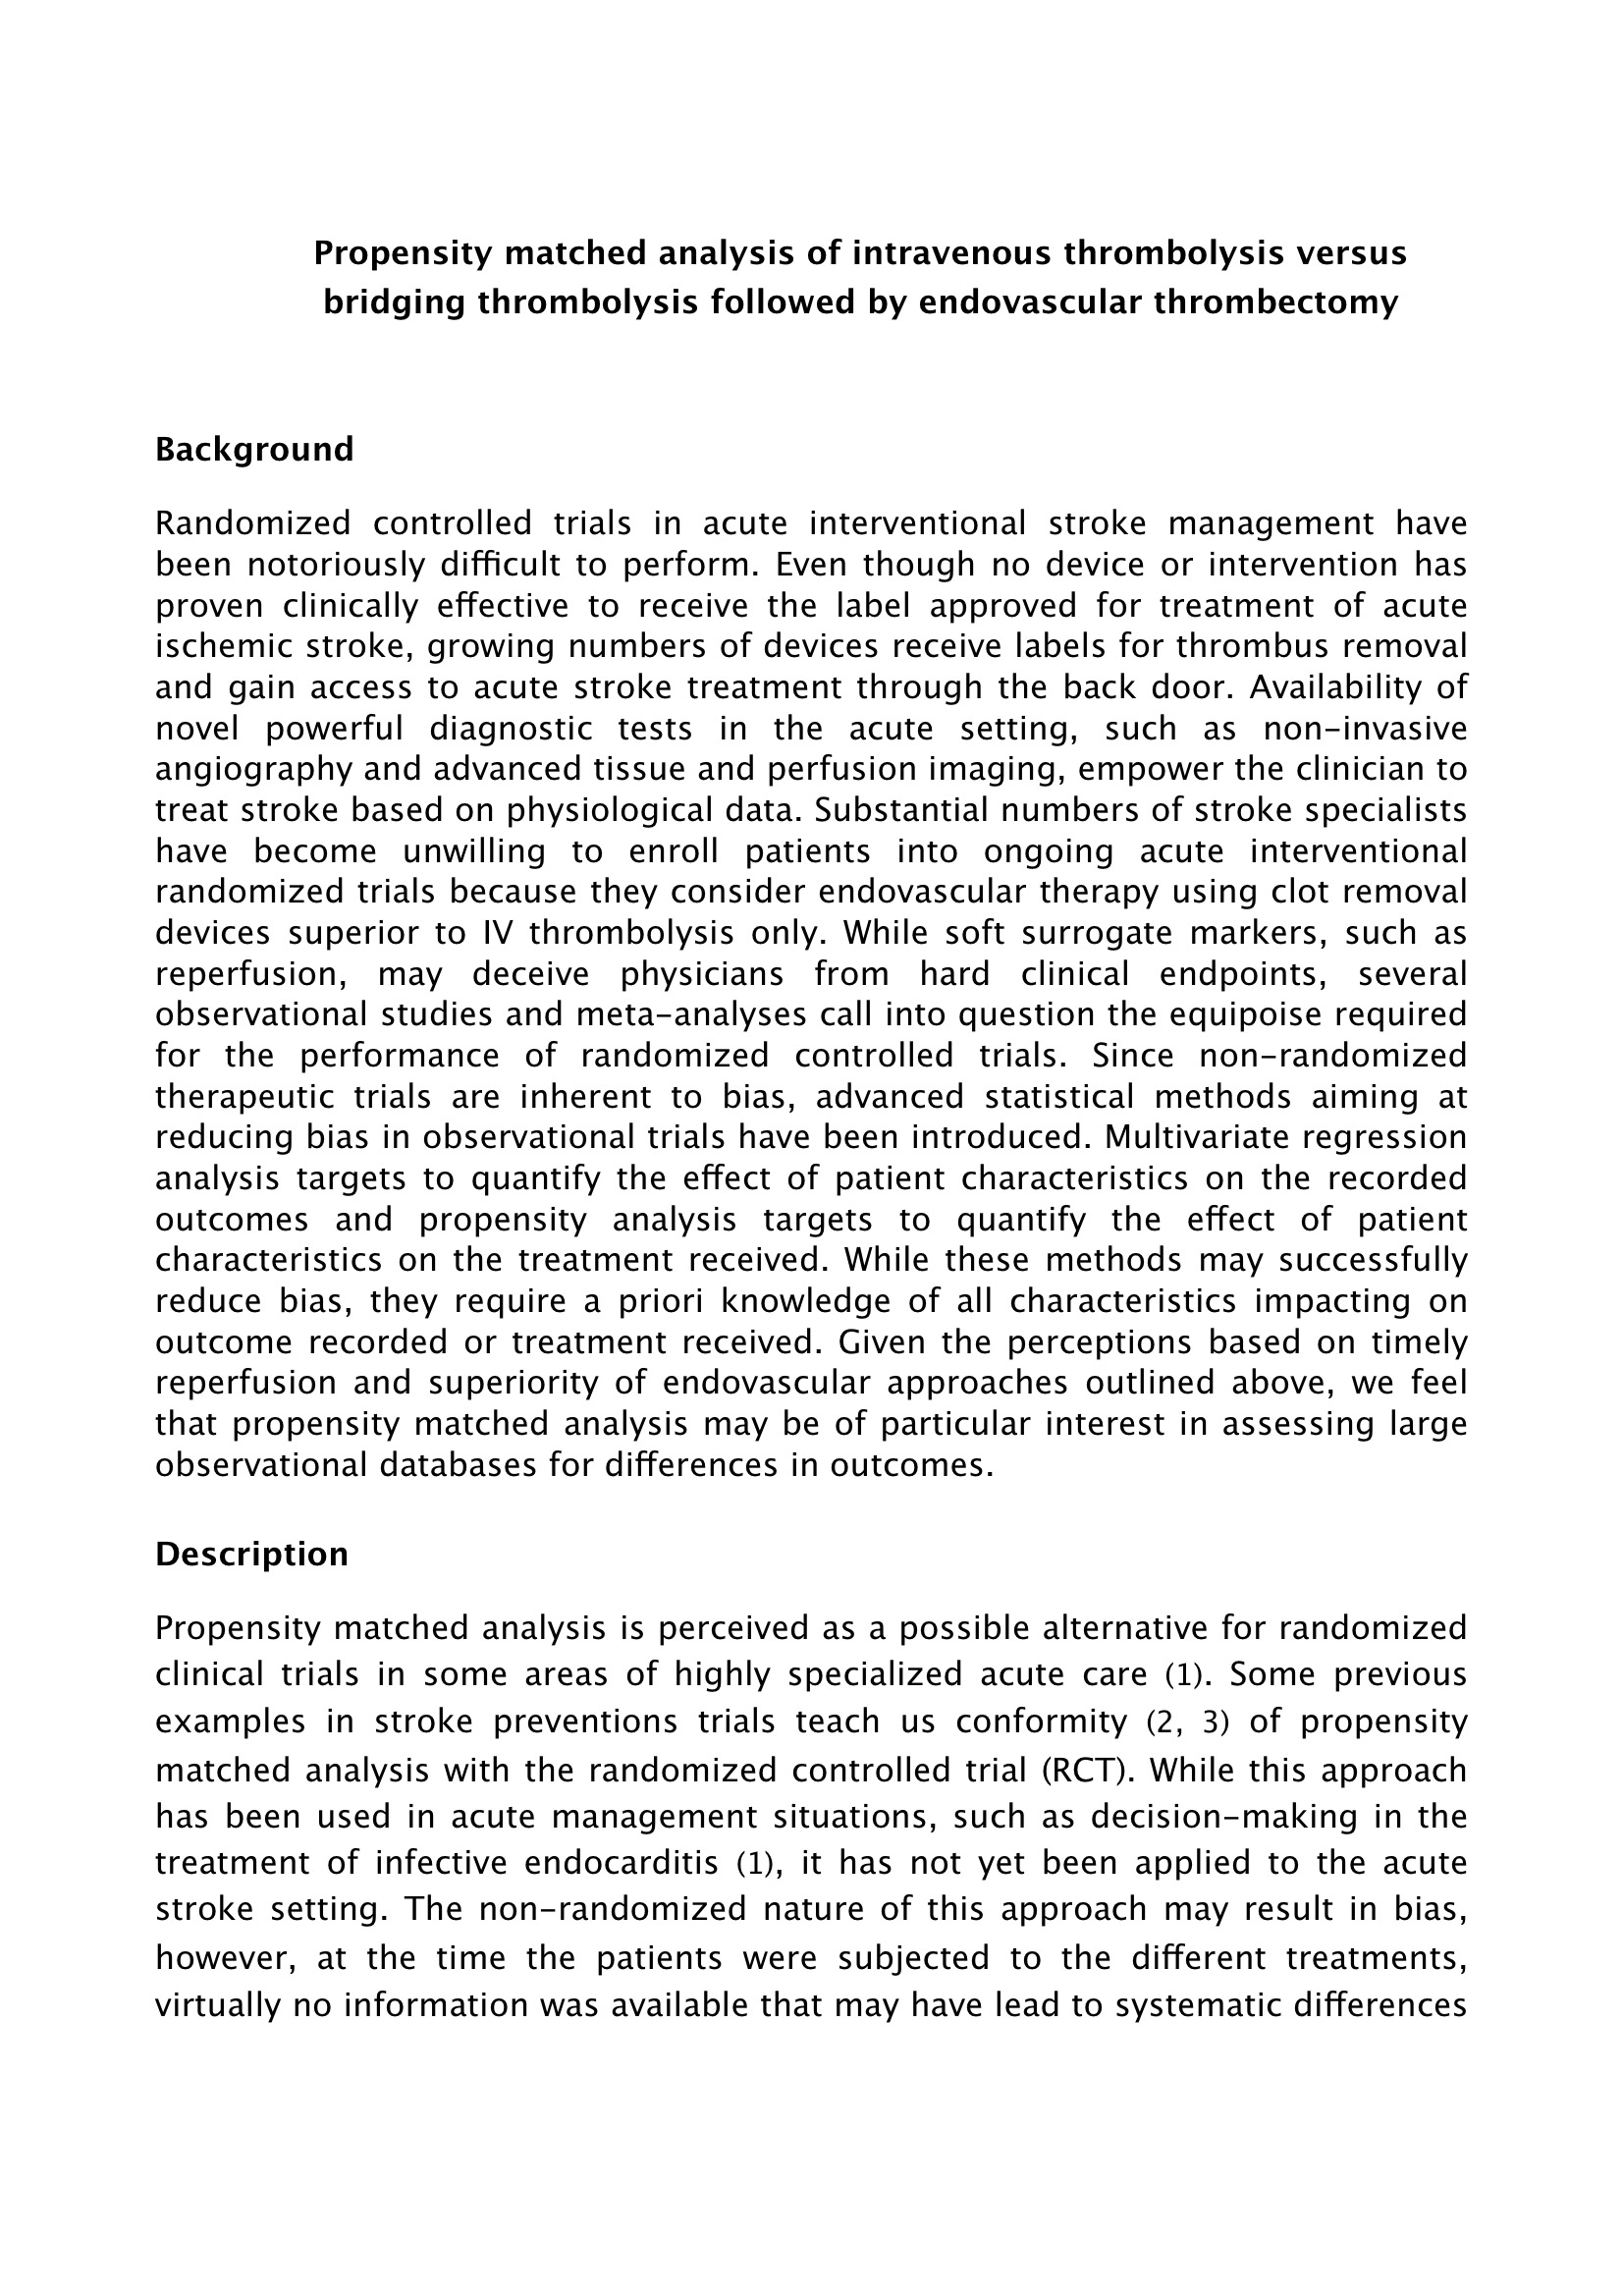 Propensity matched analysis of intravenous thrombolysis versus
bridging thrombolysis followed by endovascular thrombectomy
Background
Randomized controlled trials in acute interventional stroke management have
been notoriously difficult to perform. Even though no device or intervention has
proven clinically effective to receive the label approved for treatment of acute
ischemic stroke, growing numbers of devices receive labels for thrombus removal
and gain access to acute stroke treatment through the back door. Availability of
novel powerful diagnostic tests in the acute setting, such as non-invasive
angiography and advanced tissue and perfusion imaging, empower the clinician to
treat stroke based on physiological data. Substantial numbers of stroke specialists
have become unwilling to enroll patients into ongoing acute interventional
randomized trials because they consider endovascular therapy using clot removal
devices superior to IV thrombolysis only. While soft surrogate markers, such as
reperfusion, may deceive physicians from hard clinical endpoints, several
observational studies and meta-analyses call into question the equipoise required
for the performance of randomized controlled trials. Since non-randomized
therapeutic trials are inherent to bias, advanced statistical methods aiming at
reducing bias in observational trials have been introduced. Multivariate regression
analysis targets to quantify the effect of patient characteristics on the recorded
outcomes and propensity analysis targets to quantify the effect of patient
characteristics on the treatment received. While these methods may successfully
reduce bias, they require a priori knowledge of all characteristics impacting on
outcome recorded or treatment received. Given the perceptions based on timely
reperfusion and superiority of endovascular approaches outlined above, we feel
that propensity matched analysis may be of particular interest in assessing large
observational databases for differences in outcomes.
Description
Propensity matched analysis is perceived as a possible alternative for randomized
clinical trials in some areas of highly specialized acute care (1). Some previous
examples in stroke preventions trials teach us conformity (2, 3) of propensity
matched analysis with the randomized controlled trial (RCT). While this approach
has been used in acute management situations, such as decision-making in the
treatment of infective endocarditis (1), it has not yet been applied to the acute
stroke setting. The non-randomized nature of this approach may result in bias,
however, at the time the patients were subjected to the different treatments,
virtually no information was available that may have lead to systematic differences